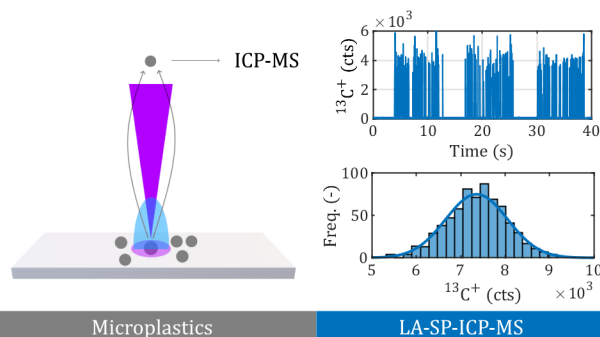 ICP-MS
× 10³
¹³C⁺ (cts)
6
4
2
0
0 10 20 30 40
Time (s)
Freq. (-)
100
50
0
5 6 7 8 9 10
¹³C⁺ (cts) × 10³
Microplastics
LA-SP-ICP-MS